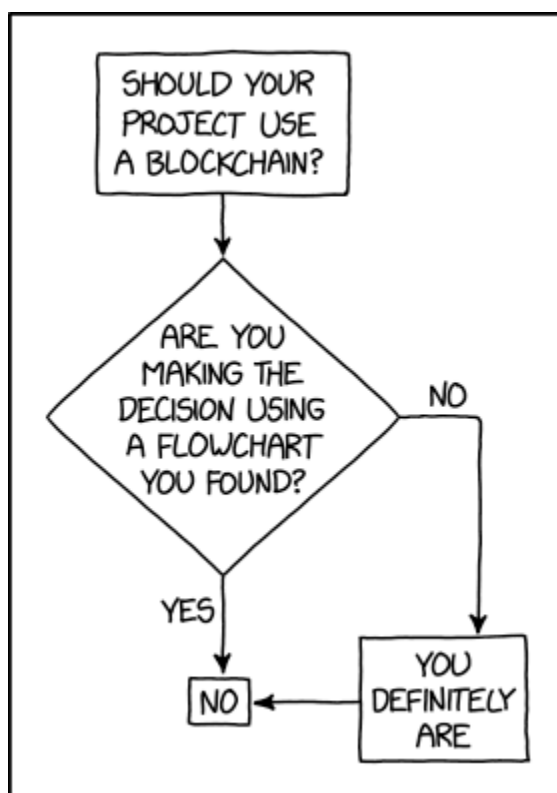 SHOULD YOUR
PROJECT USE
A BLOCKCHAIN?
ARE YOU
MAKING THE
DECISION USING
A FLOWCHART
YOU FOUND?
NO
YES
NO
YOU
DEFINITELY
ARE